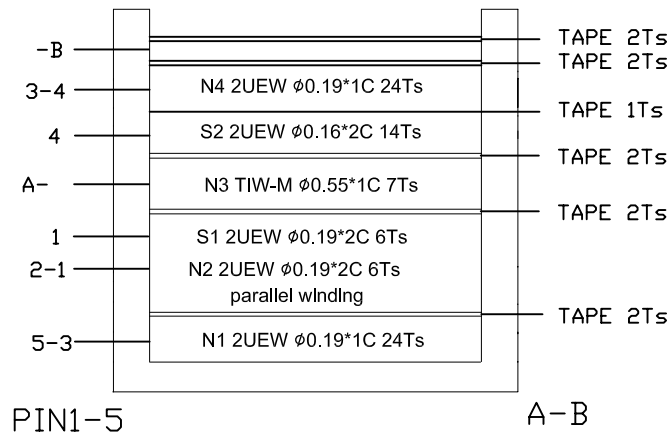 TAPE 2Ts
-B
TAPE 2Ts
3-4 N4 2UEW ϕ0.19*1C 24Ts
TAPE 1Ts
4 S2 2UEW ϕ0.16*2C 14Ts
TAPE 2Ts
A- N3 TIW-M ϕ0.55*1C 7Ts
TAPE 2Ts
1 S1 2UEW ϕ0.19*2C 6Ts
2-1 N2 2UEW ϕ0.19*2C 6Ts
parallel winding
TAPE 2Ts
5-3 N1 2UEW ϕ0.19*1C 24Ts
PIN1-5 A-B